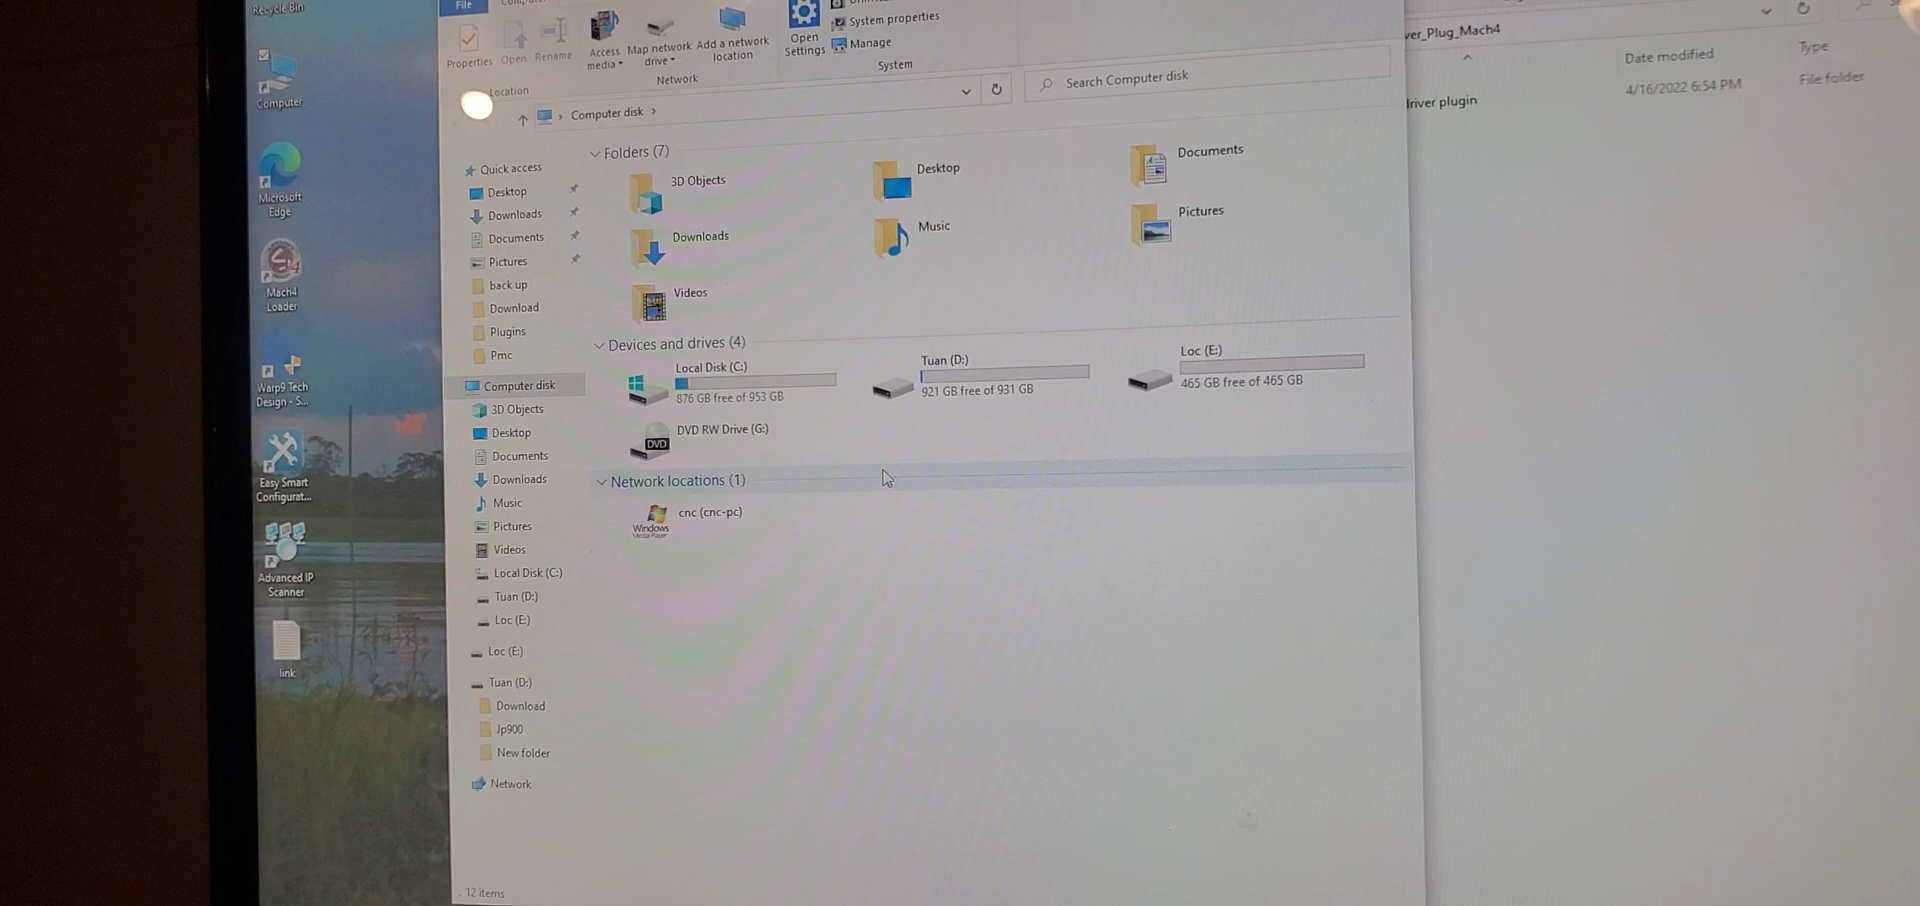 Recycle Bin
Computer
Microsoft
Edge
Mach4
Loader
Warp9 Tech
Design - S...
Easy Smart
Configurat...
Advanced IP
Scanner
link
File
Properties
Open
Rename
Access
media
Map network
drive
Add a network
location
Open
Settings
System properties
Manage
Location
Network
System
Computer disk
Search Computer disk
Quick access
Desktop
Downloads
Documents
Pictures
back up
Download
Plugins
Pmc
Computer disk
3D Objects
Desktop
Documents
Downloads
Music
Pictures
Videos
Local Disk (C:)
Tuan (D:)
Loc (E:)
Loc (E:)
Tuan (D:)
Download
Jp900
New folder
Network
12 items
Folders (7)
3D Objects
Desktop
Documents
Downloads
Music
Pictures
Videos
Devices and drives (4)
Local Disk (C:)
876 GB free of 953 GB
Tuan (D:)
921 GB free of 931 GB
Loc (E:)
465 GB free of 465 GB
DVD RW Drive (G:)
DVD
Network locations (1)
cnc (cnc-pc)
Windows
Media Player
ver_Plug_Mach4
Date modified
Type
driver plugin
4/16/2022 6:54 PM
File folder